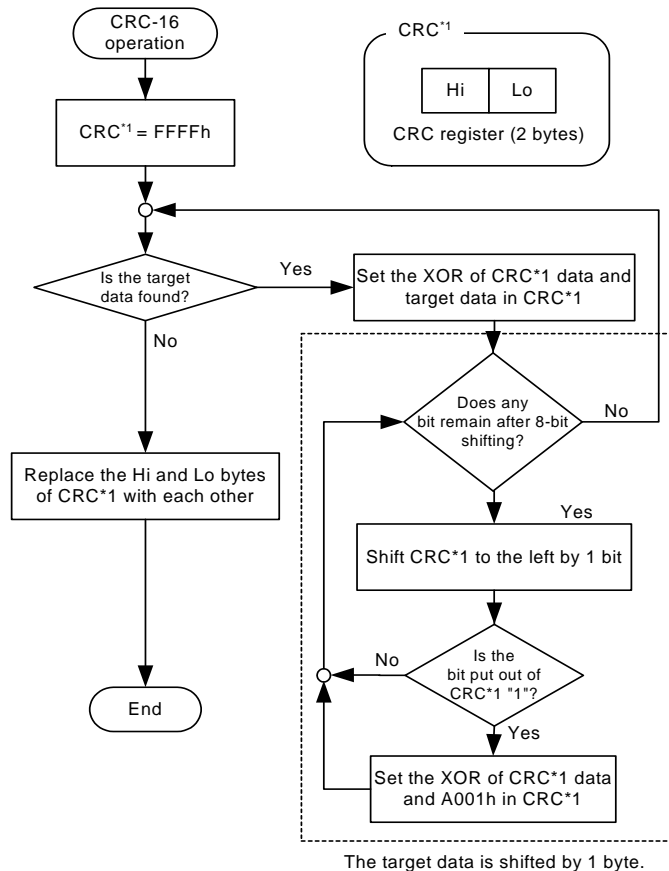 CRC-16
operation
CRC*1
Hi Lo
CRC register (2 bytes)
CRC*1 = FFFFh
Is the target
data found?
Yes
Set the XOR of CRC*1 data and
target data in CRC*1
No
Does any
bit remain after 8-bit
shifting?
No
Replace the Hi and Lo bytes
of CRC*1 with each other
Yes
Shift CRC*1 to the left by 1 bit
Is the
bit put out of
CRC*1 "1"?
No
Yes
End
Set the XOR of CRC*1 data
and A001h in CRC*1
The target data is shifted by 1 byte.